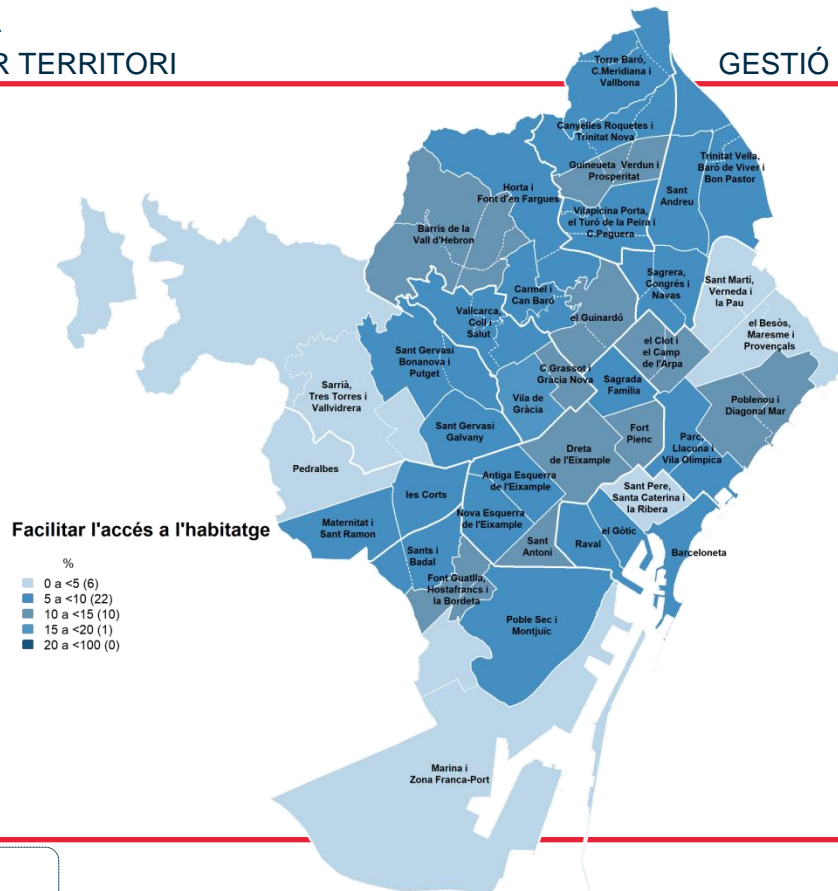 R TERRITORI
GESTIÓ
Torre Baró,
C.Meridiana i
Vallbona
Canyelles Roquetes i
Trinitat Nova
Guineueta Verdun i
Prosperitat
Trinitat Vella,
Baró de Viver i
Bon Pastor
Sant
Andreu
Horta i
Font d'en Fargues
Vilapicina Porta,
el Turó de la Peira i
C.Peguera
Barris de la
Vall d'Hebron
Sagrera,
Congrés i
Navas
Sant Martí,
Verneda i
la Pau
Carmel i
Can Baró
Vallcarca,
Coll i
Salut
el Guinardó
el Besòs,
Maresme i
Provençals
el Clot i
el Camp
de l'Arpa
Sant Gervasi
Bonanova i
Putget
C.Grassot i
Gràcia Nova
Sagrada
Família
Sarrià,
Tres Torres i
Vallvidrera
Vila de
Gràcia
Poblenou i
Diagonal Mar
Sant Gervasi
Galvany
Fort
Pienc
Parc,
Llacuna i
Vila Olímpica
Dreta
de l'Eixample
Pedralbes
Antiga Esquerra
de l'Eixample
Sant Pere,
Santa Caterina i
la Ribera
les Corts
Nova Esquerra
de l'Eixample
Maternitat i
Sant Ramon
el Gòtic
Sant
Antoni
Raval
Barceloneta
Sants i
Badal
Font Guatlla,
Hostafrancs i
la Bordeta
Poble Sec i
Montjuïc
Marina i
Zona Franca-Port
Facilitar l'accés a l'habitatge
%
0 a <5 (6)
5 a <10 (22)
10 a <15 (10)
15 a <20 (1)
20 a <100 (0)